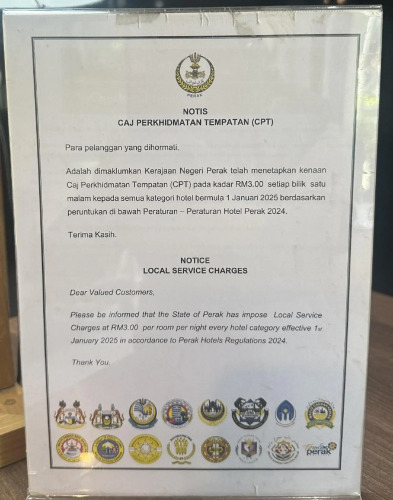 PERAK
NOTIS
CAJ PERKHIDMATAN TEMPATAN (CPT)
Para pelanggan yang dihormati,
Adalah dimaklumkan Kerajaan Negeri Perak telah menetapkan kenaan
Caj Perkhidmatan Tempatan (CPT) pada kadar RM3.00 setiap bilik satu
malam kepada semua kategori hotel bermula 1 Januari 2025 berdasarkan
peruntukan di bawah Peraturan – Peraturan Hotel Perak 2024.
Terima Kasih.
NOTICE
LOCAL SERVICE CHARGES
Dear Valued Customers,
Please be informed that the State of Perak has impose Local Service
Charges at RM3.00 per room per night every hotel category effective 1st
January 2025 in accordance to Perak Hotels Regulations 2024.
Thank You.
perak